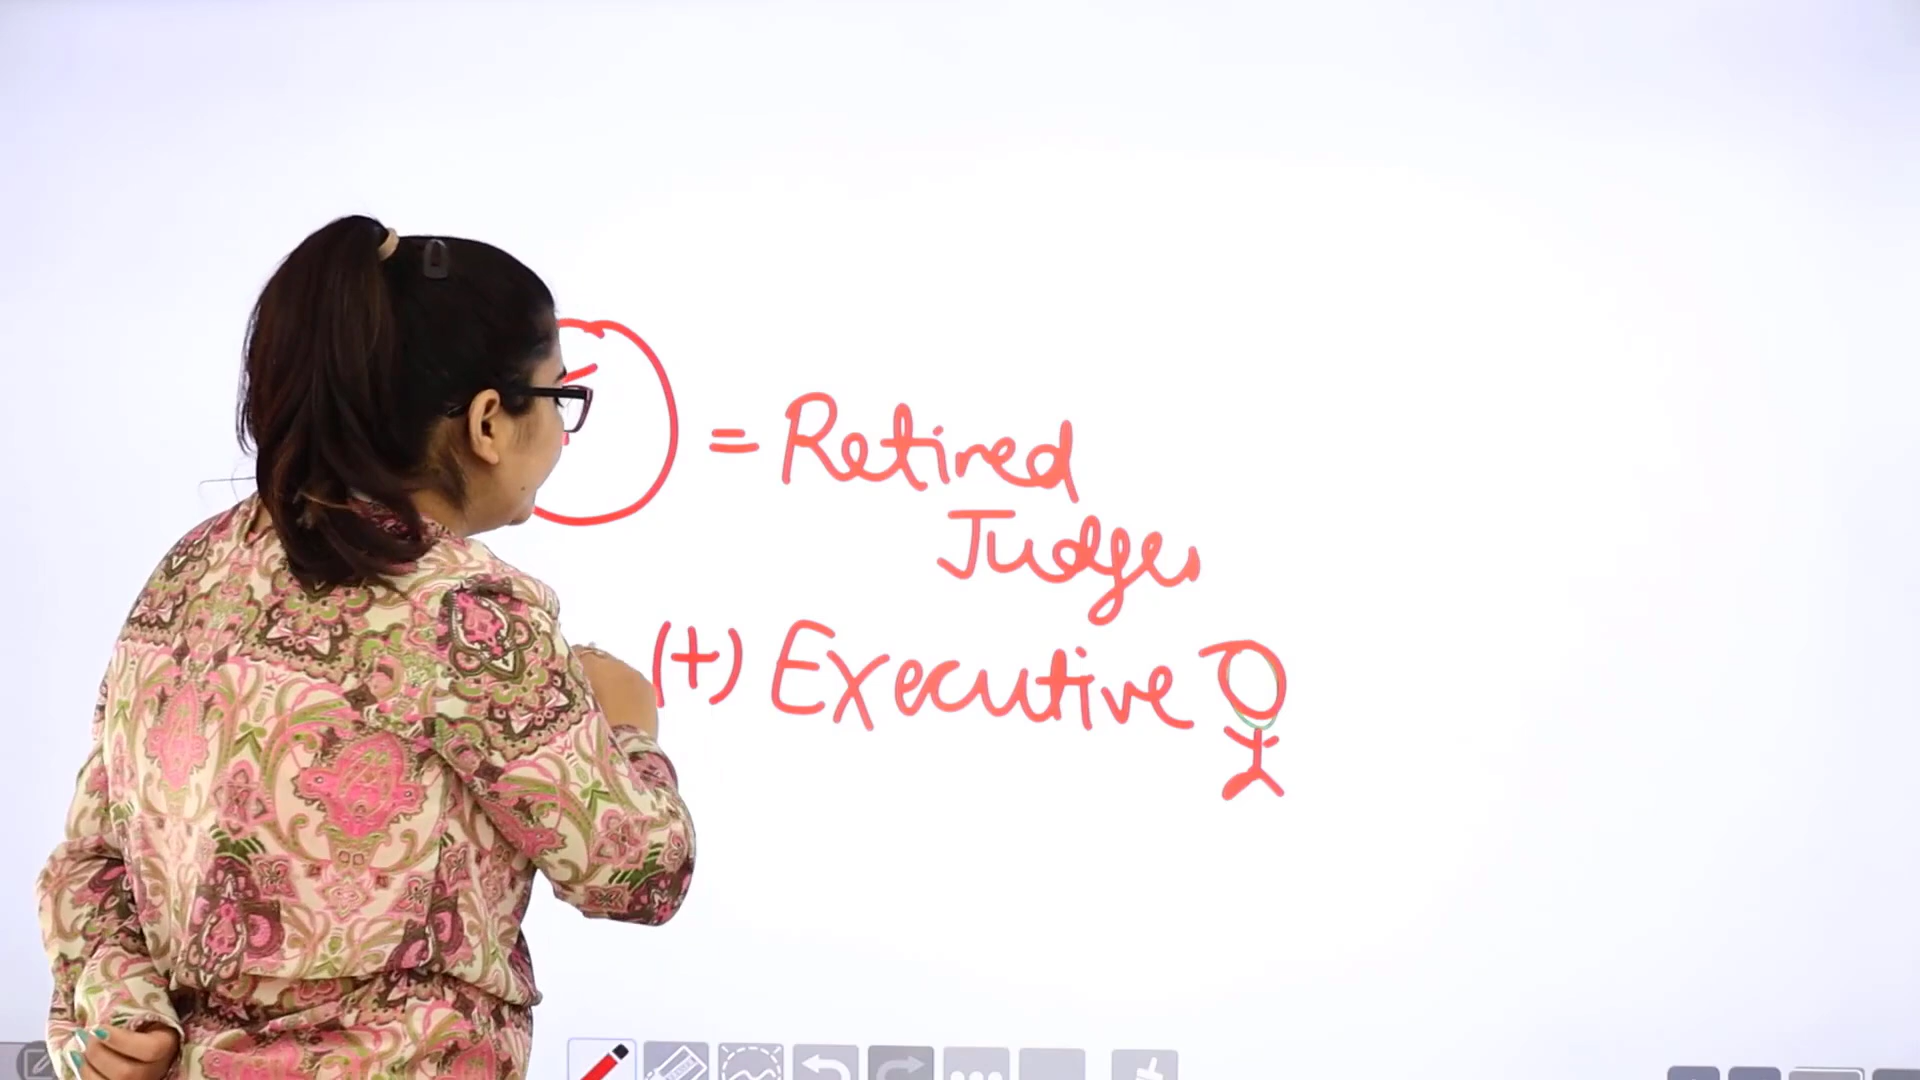 = Retired
Judges
(+) Executive